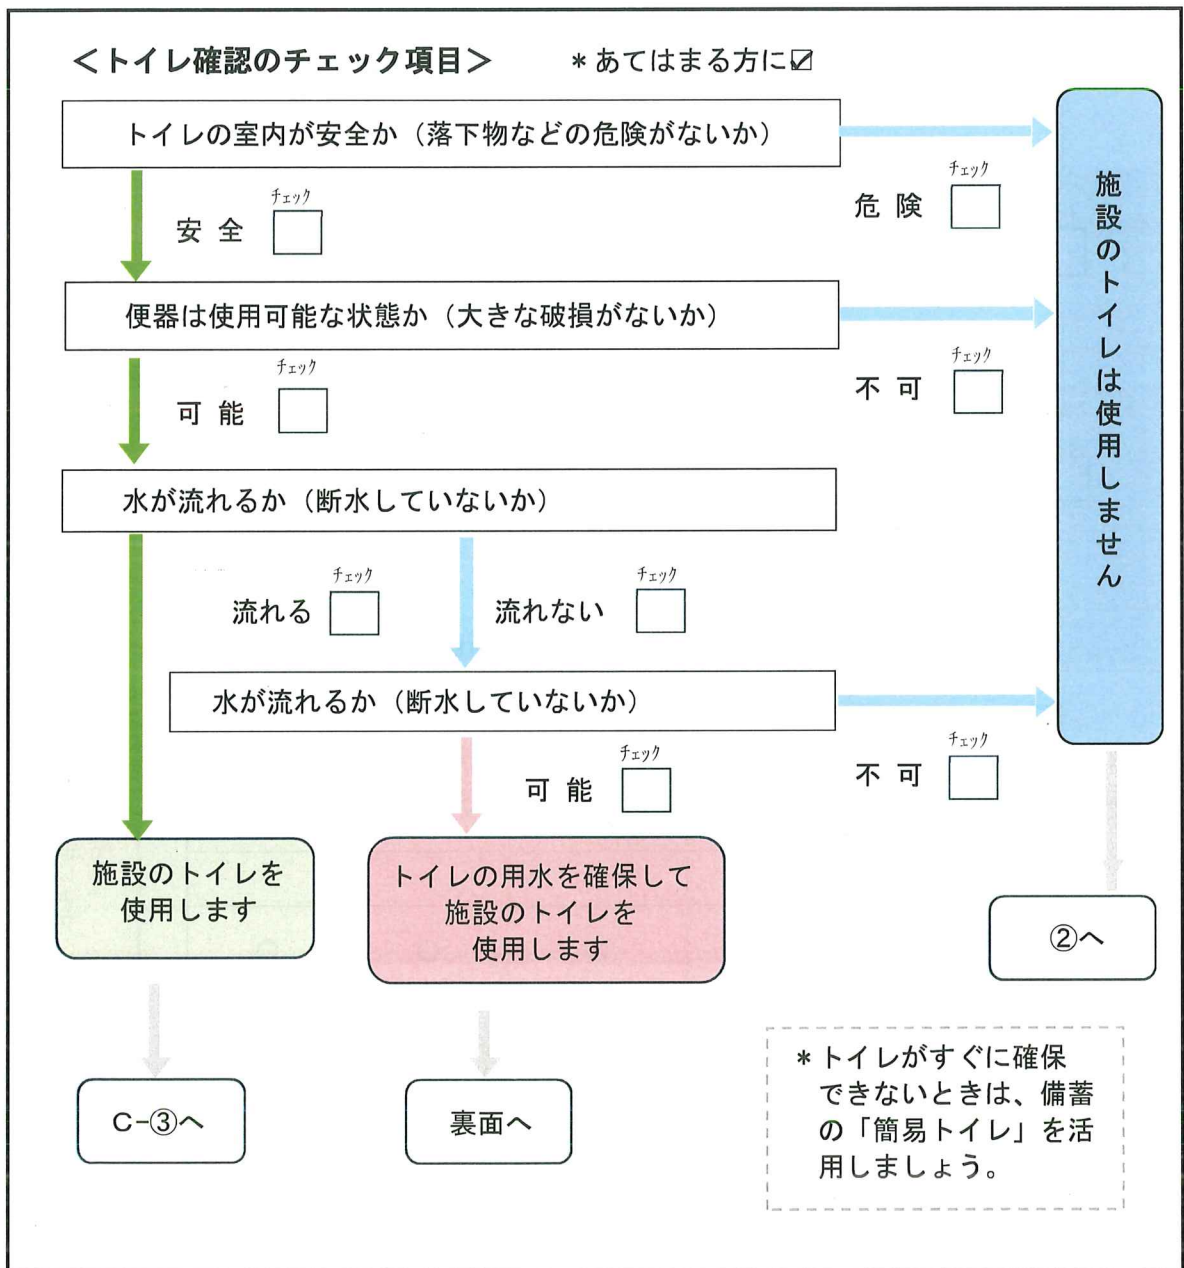 ＜トイレ確認のチェック項目＞　＊あてはまる方に☑
トイレの室内が安全か（落下物などの危険がないか）
チェック
安 全 □
チェック
危 険 □
便器は使用可能な状態か（大きな破損がないか）
チェック
可 能 □
チェック
不 可 □
水が流れるか（断水していないか）
チェック
流れる □
チェック
流れない □
水が流れるか（断水していないか）
チェック
可 能 □
チェック
不 可 □
施設のトイレは使用しません
施設のトイレを
使用します
トイレの用水を確保して
施設のトイレを
使用します
②へ
C-③へ
裏面へ
＊トイレがすぐに確保
できないときは、備蓄
の「簡易トイレ」を活
用しましょう。